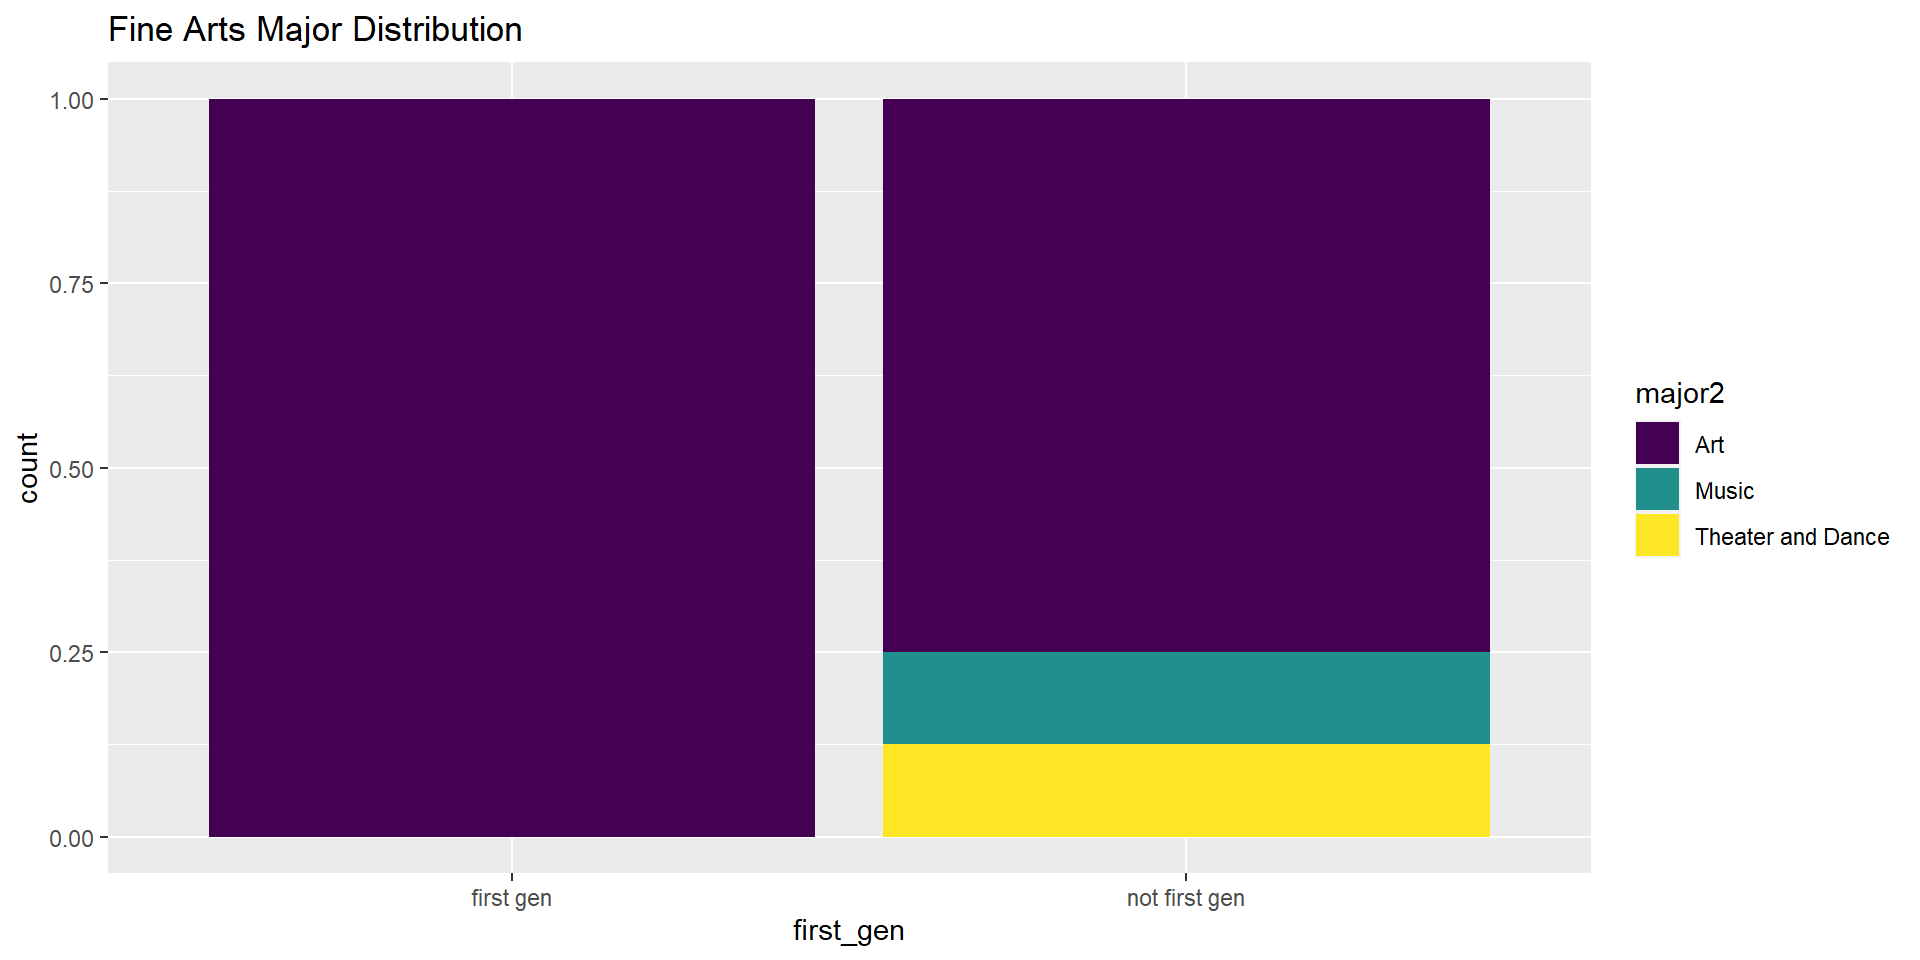 Fine Arts Major Distribution
1.00
0.75
0.50
0.25
0.00
count
first gen
not first gen
first_gen
major2
Art
Music
Theater and Dance